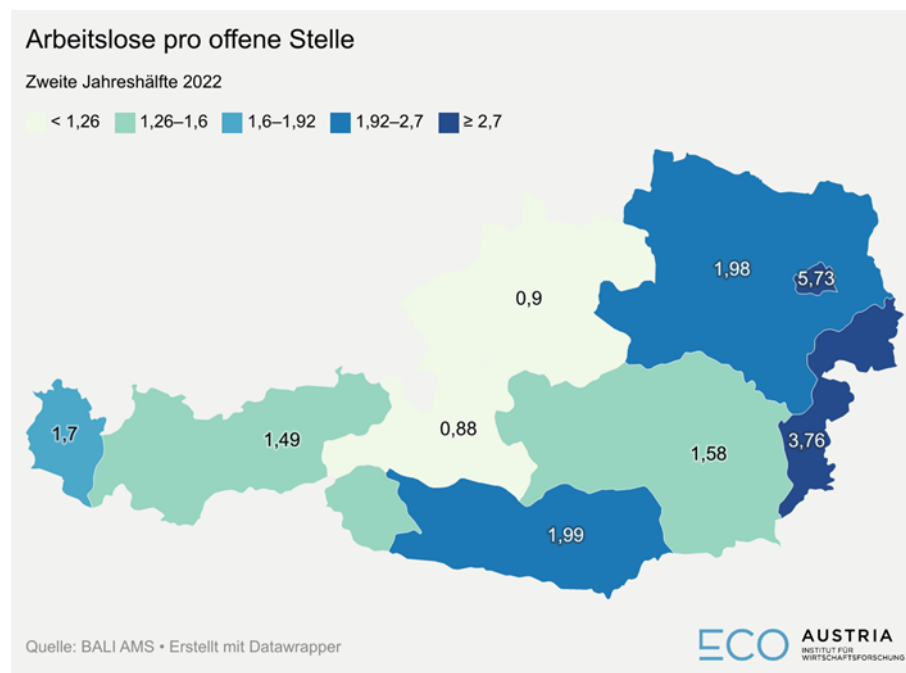 Arbeitslose pro offene Stelle
Zweite Jahreshälfte 2022
< 1,26 1,26–1,6 1,6–1,92 1,92–2,7 ≥ 2,7
1,98
5,73
0,9
1,7
1,49
0,88
1,58
3,76
1,99
Quelle: BALI AMS • Erstellt mit Datawrapper
ECO AUSTRIA
INSTITUT FÜR
WIRTSCHAFTSFORSCHUNG